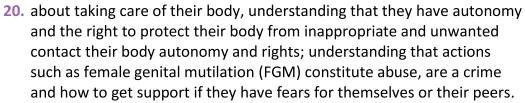 20. about taking care of their body, understanding that they have autonomy
and the right to protect their body from inappropriate and unwanted
contact their body autonomy and rights; understanding that actions
such as female genital mutilation (FGM) constitute abuse, are a crime
and how to get support if they have fears for themselves or their peers.